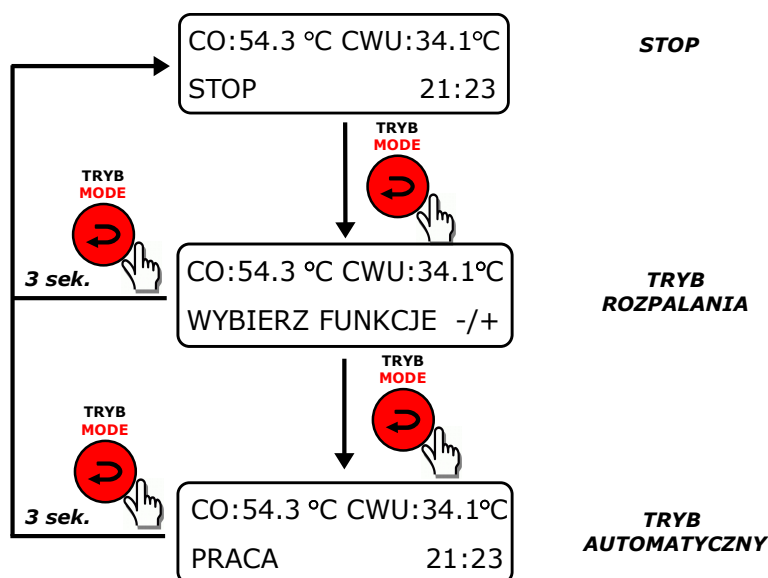 CO:54.3 °C CWU:34.1°C
STOP 21:23
STOP
TRYB
MODE
TRYB
MODE
3 sek.
CO:54.3 °C CWU:34.1°C
WYBIERZ FUNKCJE -/+
TRYB
ROZPALANIA
TRYB
MODE
TRYB
MODE
3 sek.
CO:54.3 °C CWU:34.1°C
PRACA 21:23
TRYB
AUTOMATYCZNY